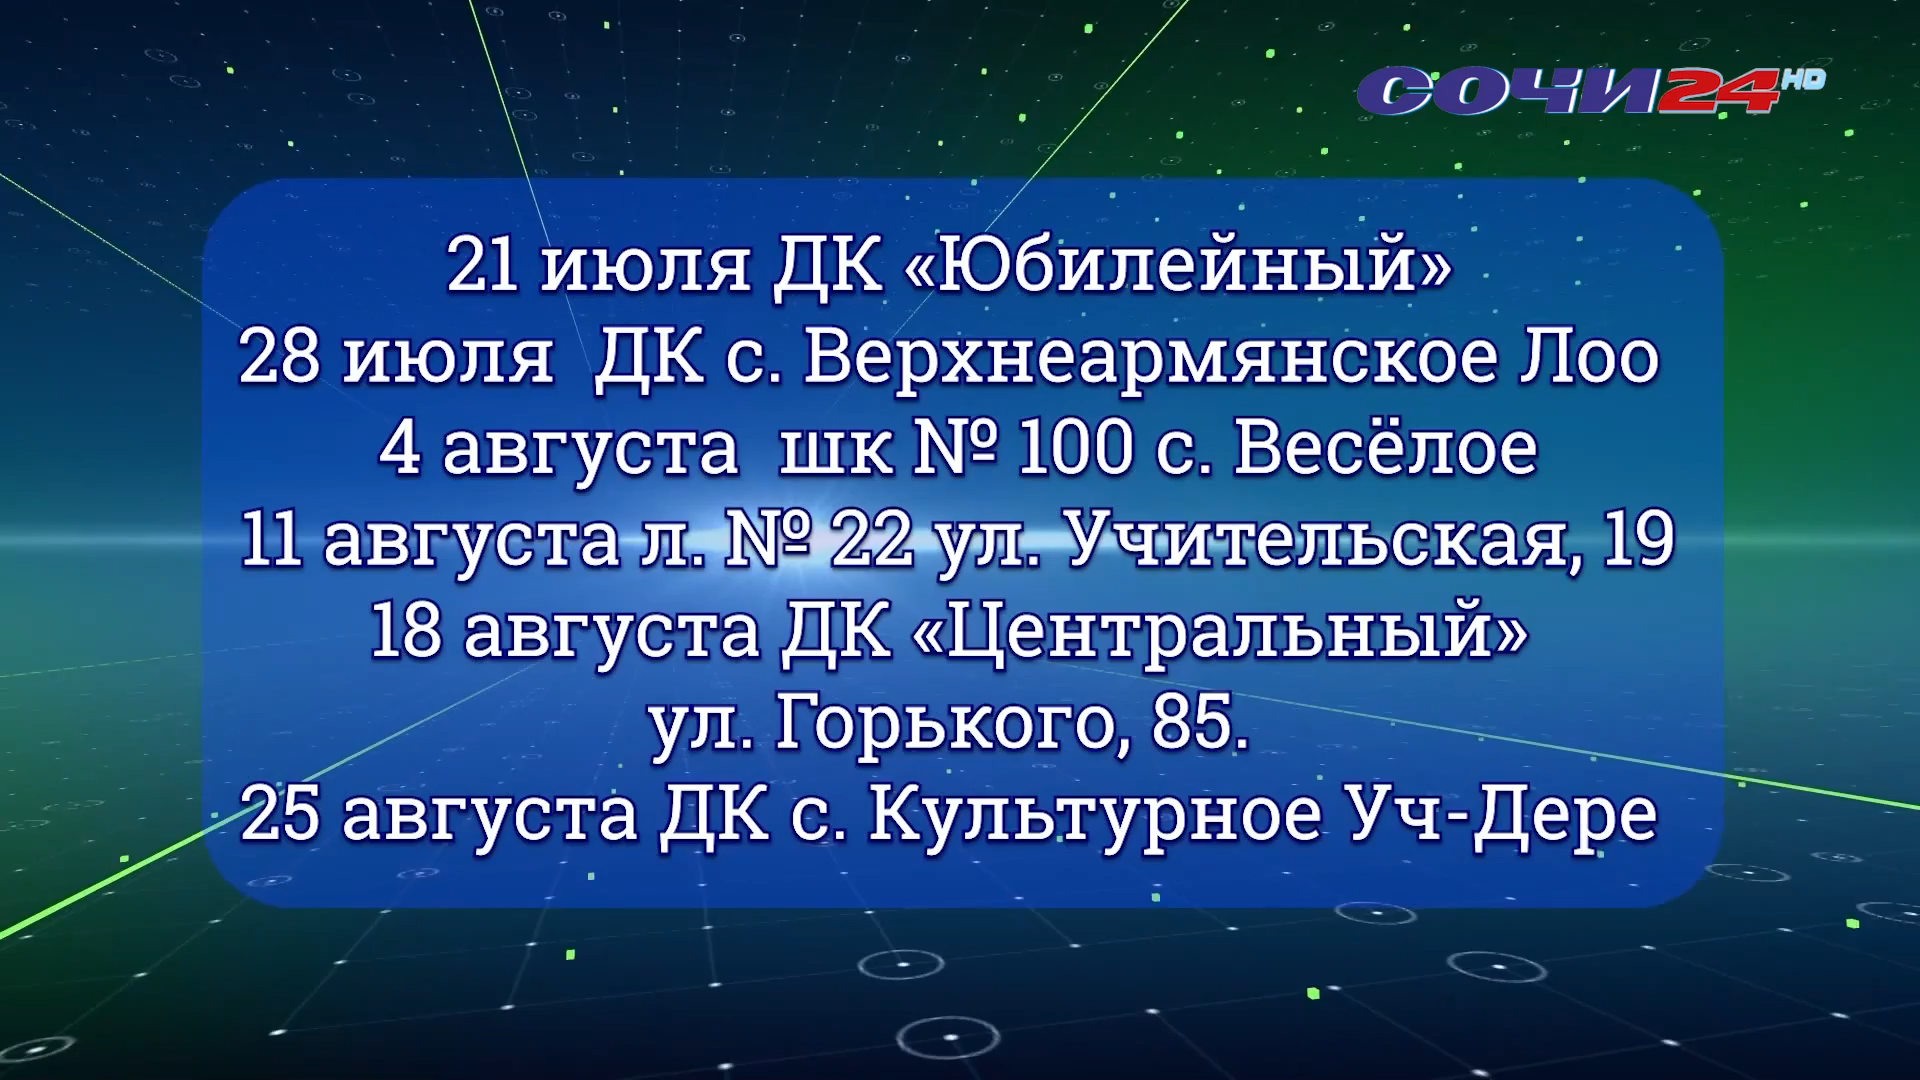 СОЧИ24 HD
21 июля ДК «Юбилейный»
28 июля ДК с. Верхнеармянское Лоо
4 августа шк № 100 с. Весёлое
11 августа л. № 22 ул. Учительская, 19
18 августа ДК «Центральный»
ул. Горького, 85.
25 августа ДК с. Культурное Уч-Дере